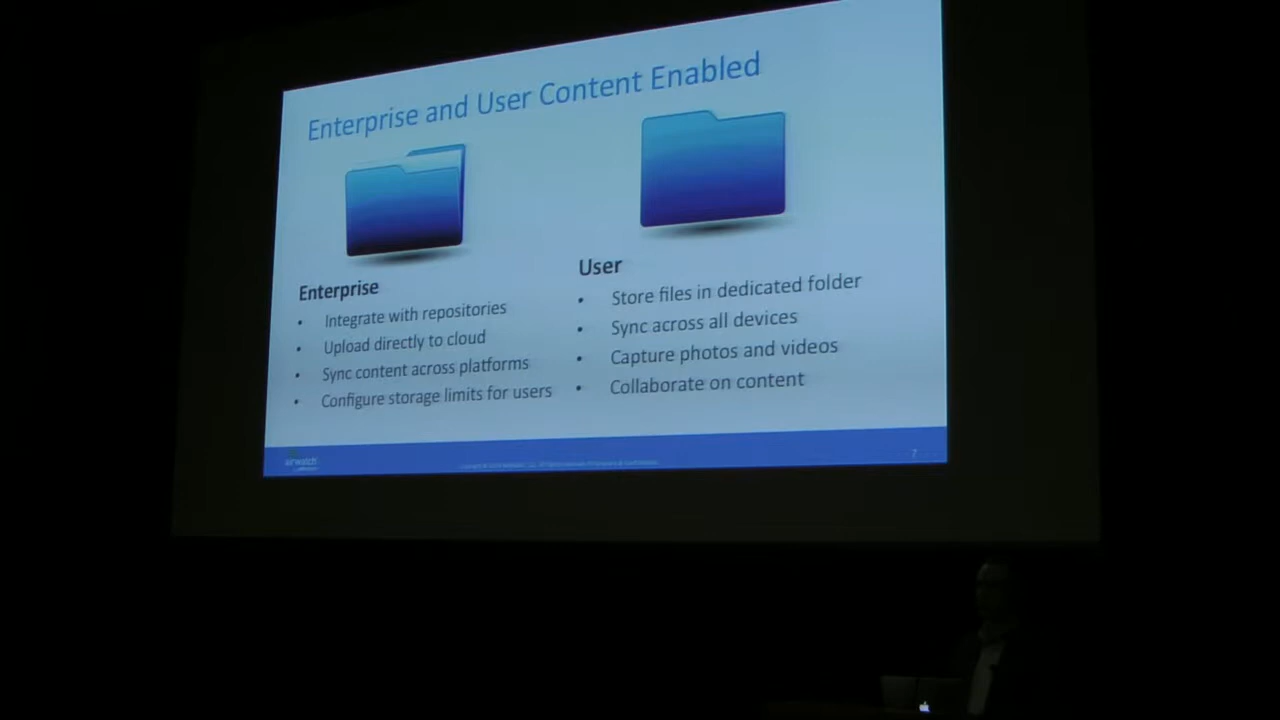 Enterprise and User Content Enabled
Enterprise
• Integrate with repositories
• Upload directly to cloud
• Sync content across platforms
• Configure storage limits for users
User
• Store files in dedicated folder
• Sync across all devices
• Capture photos and videos
• Collaborate on content
airwatch
7